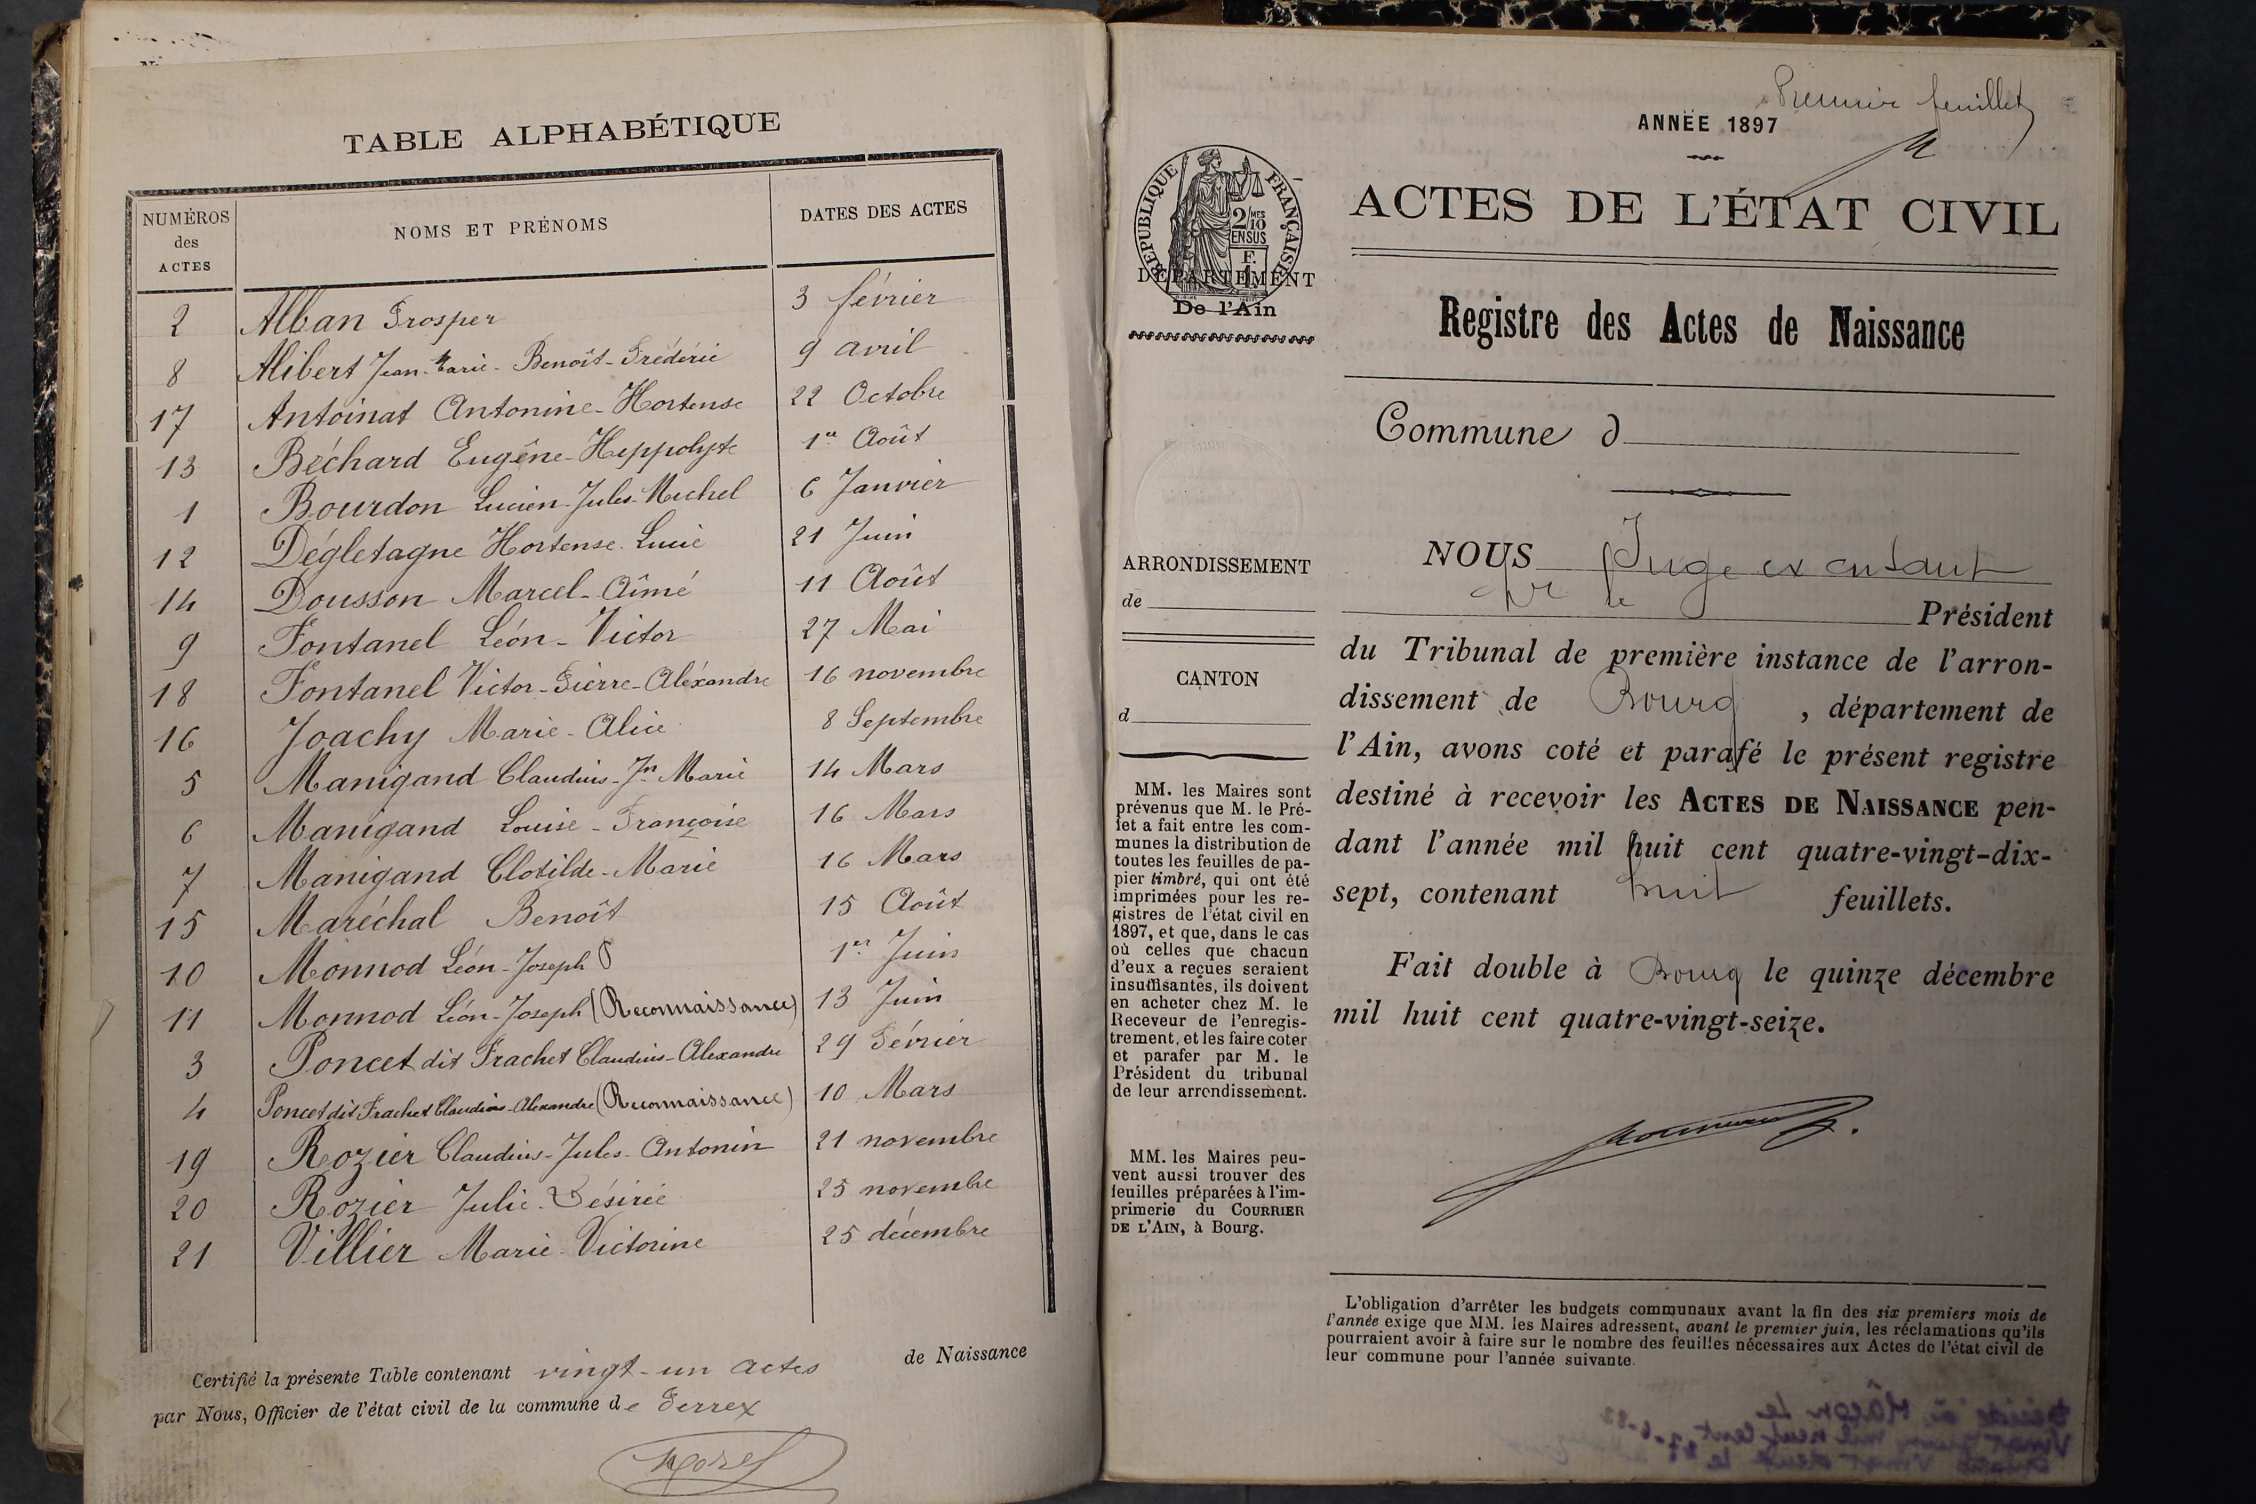 TABLE ALPHABÉTIQUE
NUMÉROS des ACTES NOMS ET PRÉNOMS DATES DES ACTES
2 Alban Prosper 3 février
8 Alibert Jean-Marie-Benoît-Frédéric 9 avril
17 Antoinat Antonine-Hortense 22 Octobre
13 Béchard Eugène-Heppolyte 1er Août
1 Bourdon Lucien-Jules-Michel 6 Janvier
12 Dégletagne Hortense-Lucie 21 Juin
14 Dousson Marcel-Aîmé 11 Août
9 Fontanel Léon-Victor 27 Mai
18 Fontanel Victor-Pierre-Aléxandre 16 novembre
16 Joachy Marie-Alice 8 Septembre
5 Manigand Claudius-Jn-Marie 14 Mars
6 Manigand Louise-Françoise 16 Mars
7 Manigand Clotilde-Marie 16 Mars
15 Maréchal Benoît 15 Août
10 Monnod Léon-Joseph 1er Juin
11 Monnod Léon-Joseph (Reconnaissance) 13 Juin
3 Poncet dit Frachet Claudius-Alexandre 29 Février
4 Poncet dit Frachet Claudius-Alexandre (Reconnaissance) 10 Mars
19 Rozier Claudius-Jules-Antonin 21 novembre
20 Rozier Julie-Désirée 25 novembre
21 Villier Marie-Victorine 25 décembre
Certifié la présente Table contenant vingt-un actes de Naissance
par Nous, Officier de l'état civil de la commune de Perrex
Morel
Premier feuillet
ANNÉE 1897
RÉPUBLIQUE FRANÇAISE
2/10 MES
EN SUS
1 F.
DÉPARTEMENT
De l'Ain
ACTES DE L'ÉTAT CIVIL
Registre des Actes de Naissance
Commune d
ARRONDISSEMENT
de
CANTON
d
MM. les Maires sont
prévenus que M. le Pré-
fet a fait entre les com-
munes la distribution de
toutes les feuilles de pa-
pier timbré, qui ont été
imprimées pour les re-
gistres de l'état civil en
1897, et que, dans le cas
où celles que chacun
d'eux a reçues seraient
insuffisantes, ils doivent
en acheter chez M. le
Receveur de l'enregis-
trement, et les faire coter
et parafer par M. le
Président du tribunal
de leur arrondissement.
MM. les Maires peu-
vent aussi trouver des
feuilles préparées à l'im-
primerie du COURRIER
DE L'AIN, à Bourg.
NOUS Juge
pr le Président
du Tribunal de première instance de l'arron-
dissement de Bourg, département de
l'Ain, avons coté et parafé le présent registre
destiné à recevoir les ACTES DE NAISSANCE pen-
dant l'année mil huit cent quatre-vingt-dix-
sept, contenant huit feuillets.
Fait double à Bourg le quinze décembre
mil huit cent quatre-vingt-seize.
L'obligation d'arrêter les budgets communaux avant la fin des six premiers mois de
l'année exige que MM. les Maires adressent, avant le premier juin, les réclamations qu'ils
pourraient avoir à faire sur le nombre des feuilles nécessaires aux Actes de l'état civil de
leur commune pour l'année suivante.